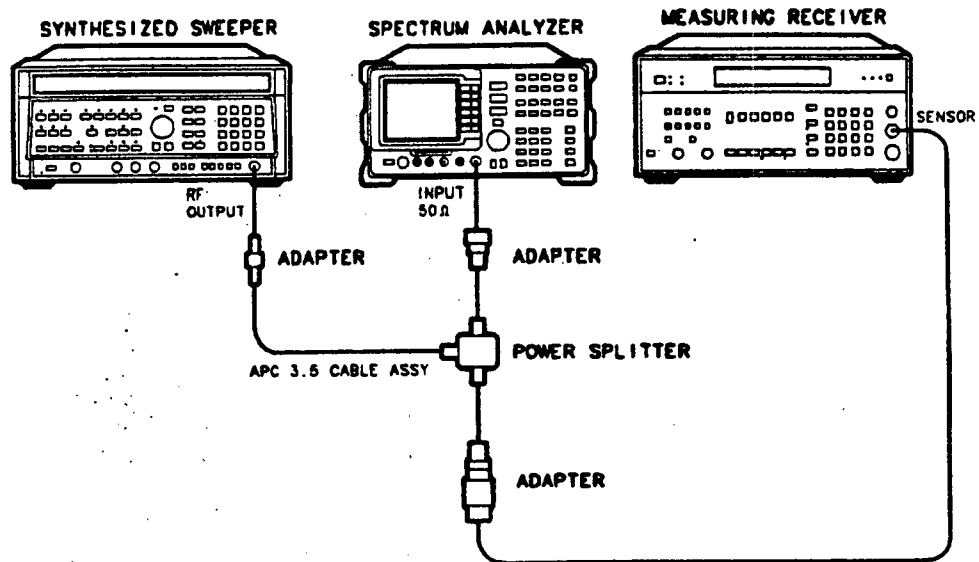 SYNTHESIZED SWEEPER
SPECTRUM ANALYZER
MEASURING RECEIVER
SENSOR
RF
OUTPUT
INPUT
50Ω
ADAPTER
ADAPTER
POWER SPLITTER
APC 3.5 CABLE ASSY
ADAPTER